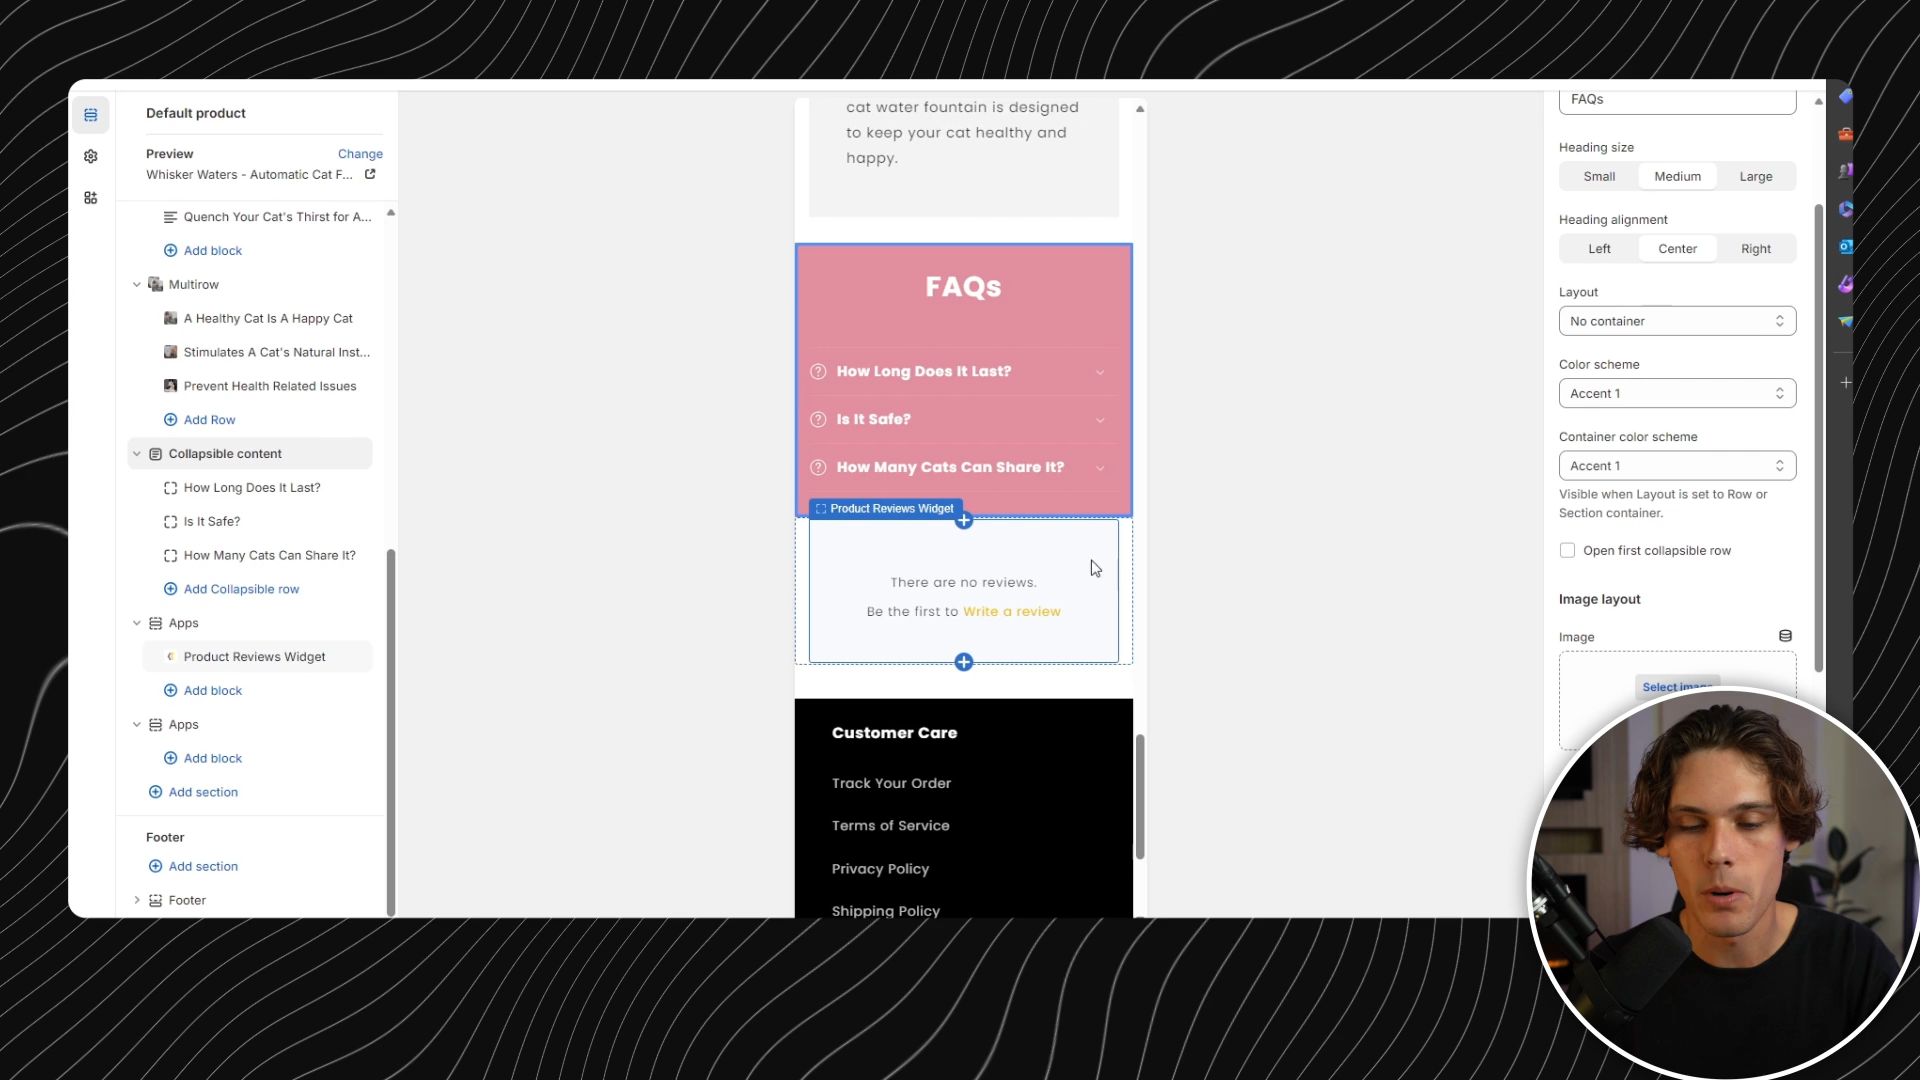 Default product
Preview
Change
Whisker Waters - Automatic Cat F...
Quench Your Cat's Thirst for A...
Add block
Multirow
A Healthy Cat Is A Happy Cat
Stimulates A Cat's Natural Inst...
Prevent Health Related Issues
Add Row
Collapsible content
How Long Does It Last?
Is It Safe?
How Many Cats Can Share It?
Add Collapsible row
Apps
Product Reviews Widget
Add block
Apps
Add block
Add section
Footer
Add section
Footer
cat water fountain is designed
to keep your cat healthy and
happy.
FAQs
How Long Does It Last?
Is It Safe?
How Many Cats Can Share It?
Product Reviews Widget
There are no reviews.
Be the first to Write a review
Customer Care
Track Your Order
Terms of Service
Privacy Policy
Shipping Policy
FAQs
Heading size
Small Medium Large
Heading alignment
Left Center Right
Layout
No container
Color scheme
Accent 1
Container color scheme
Accent 1
Visible when Layout is set to Row or
Section container.
Open first collapsible row
Image layout
Image
Select image